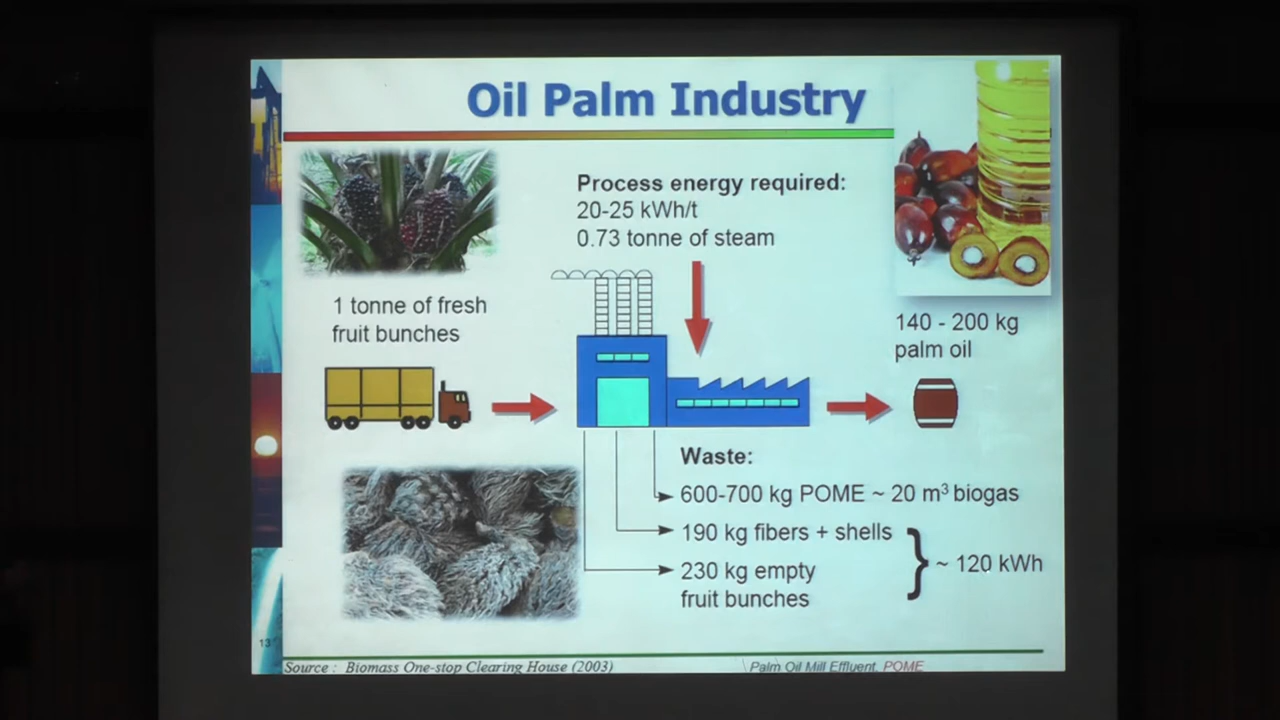 Oil Palm Industry
Process energy required:
20-25 kWh/t
0.73 tonne of steam
1 tonne of fresh
fruit bunches
140 - 200 kg
palm oil
Waste:
600-700 kg POME ~ 20 m³ biogas
190 kg fibers + shells
~ 120 kWh
230 kg empty
fruit bunches
13
Source : Biomass One-stop Clearing House (2003)
Palm Oil Mill Effluent, POME